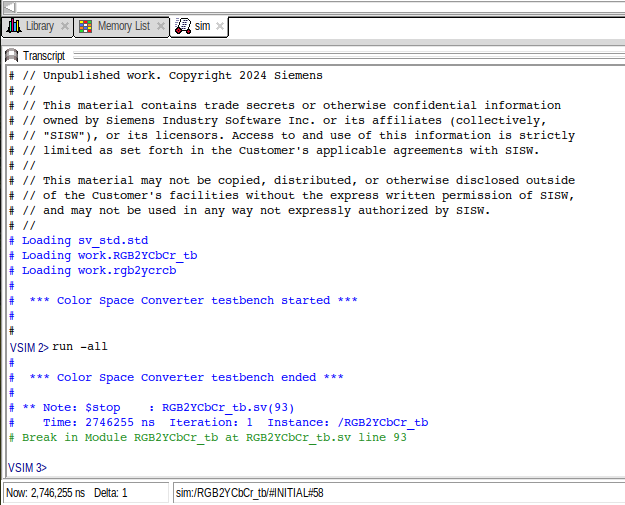 Library
Memory List
sim
Transcript
# // Unpublished work. Copyright 2024 Siemens
# //
# // This material contains trade secrets or otherwise confidential information
# // owned by Siemens Industry Software Inc. or its affiliates (collectively,
# // "SISW"), or its licensors. Access to and use of this information is strictly
# // limited as set forth in the Customer's applicable agreements with SISW.
# //
# // This material may not be copied, distributed, or otherwise disclosed outside
# // of the Customer's facilities without the express written permission of SISW,
# // and may not be used in any way not expressly authorized by SISW.
# //
# Loading sv_std.std
# Loading work.RGB2YCbCr_tb
# Loading work.rgb2ycrcb
#
#  *** Color Space Converter testbench started ***
#
#
VSIM 2> run -all
#
#  *** Color Space Converter testbench ended ***
#
# ** Note: $stop    : RGB2YCbCr_tb.sv(93)
#    Time: 2746255 ns  Iteration: 1  Instance: /RGB2YCbCr_tb
# Break in Module RGB2YCbCr_tb at RGB2YCbCr_tb.sv line 93
VSIM 3>
Now: 2,746,255 ns  Delta: 1
sim:/RGB2YCbCr_tb/#INITIAL#58